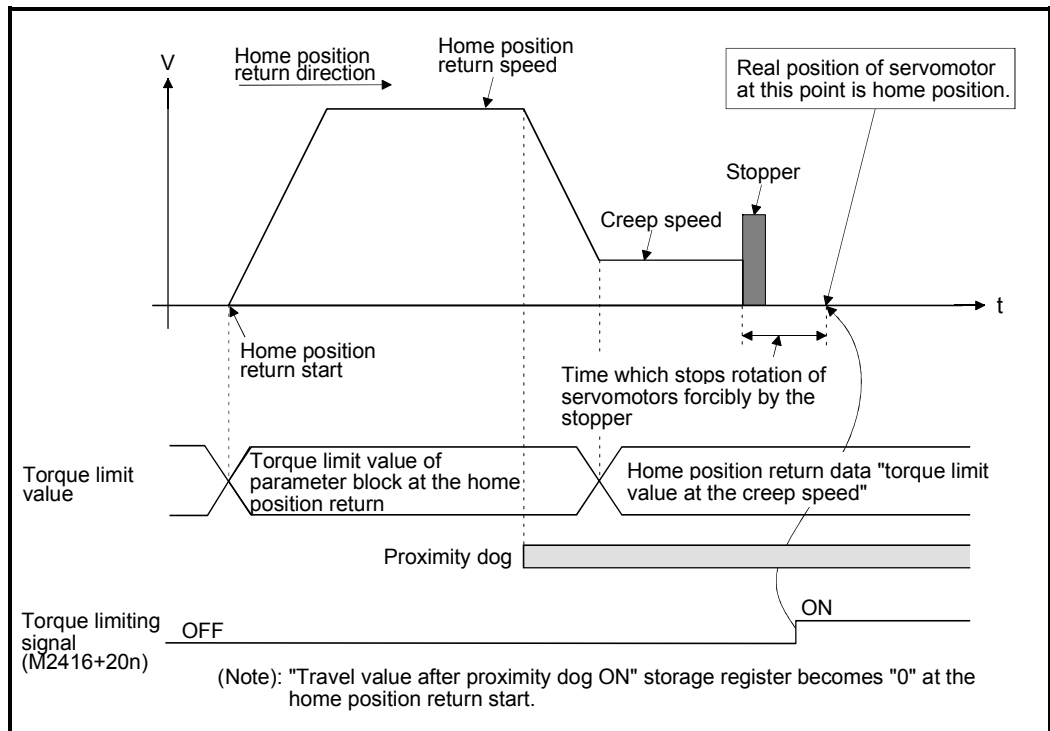 V
Home position
return direction
Home position
return speed
Real position of servomotor
at this point is home position.
Stopper
Creep speed
t
Home position
return start
Time which stops rotation of
servomotors forcibly by the
stopper
Torque limit
value
Torque limit value of
parameter block at the home
position return
Home position return data "torque limit
value at the creep speed"
Proximity dog
Torque limiting
signal
(M2416+20n)
OFF
ON
(Note): "Travel value after proximity dog ON" storage register becomes "0" at the
home position return start.